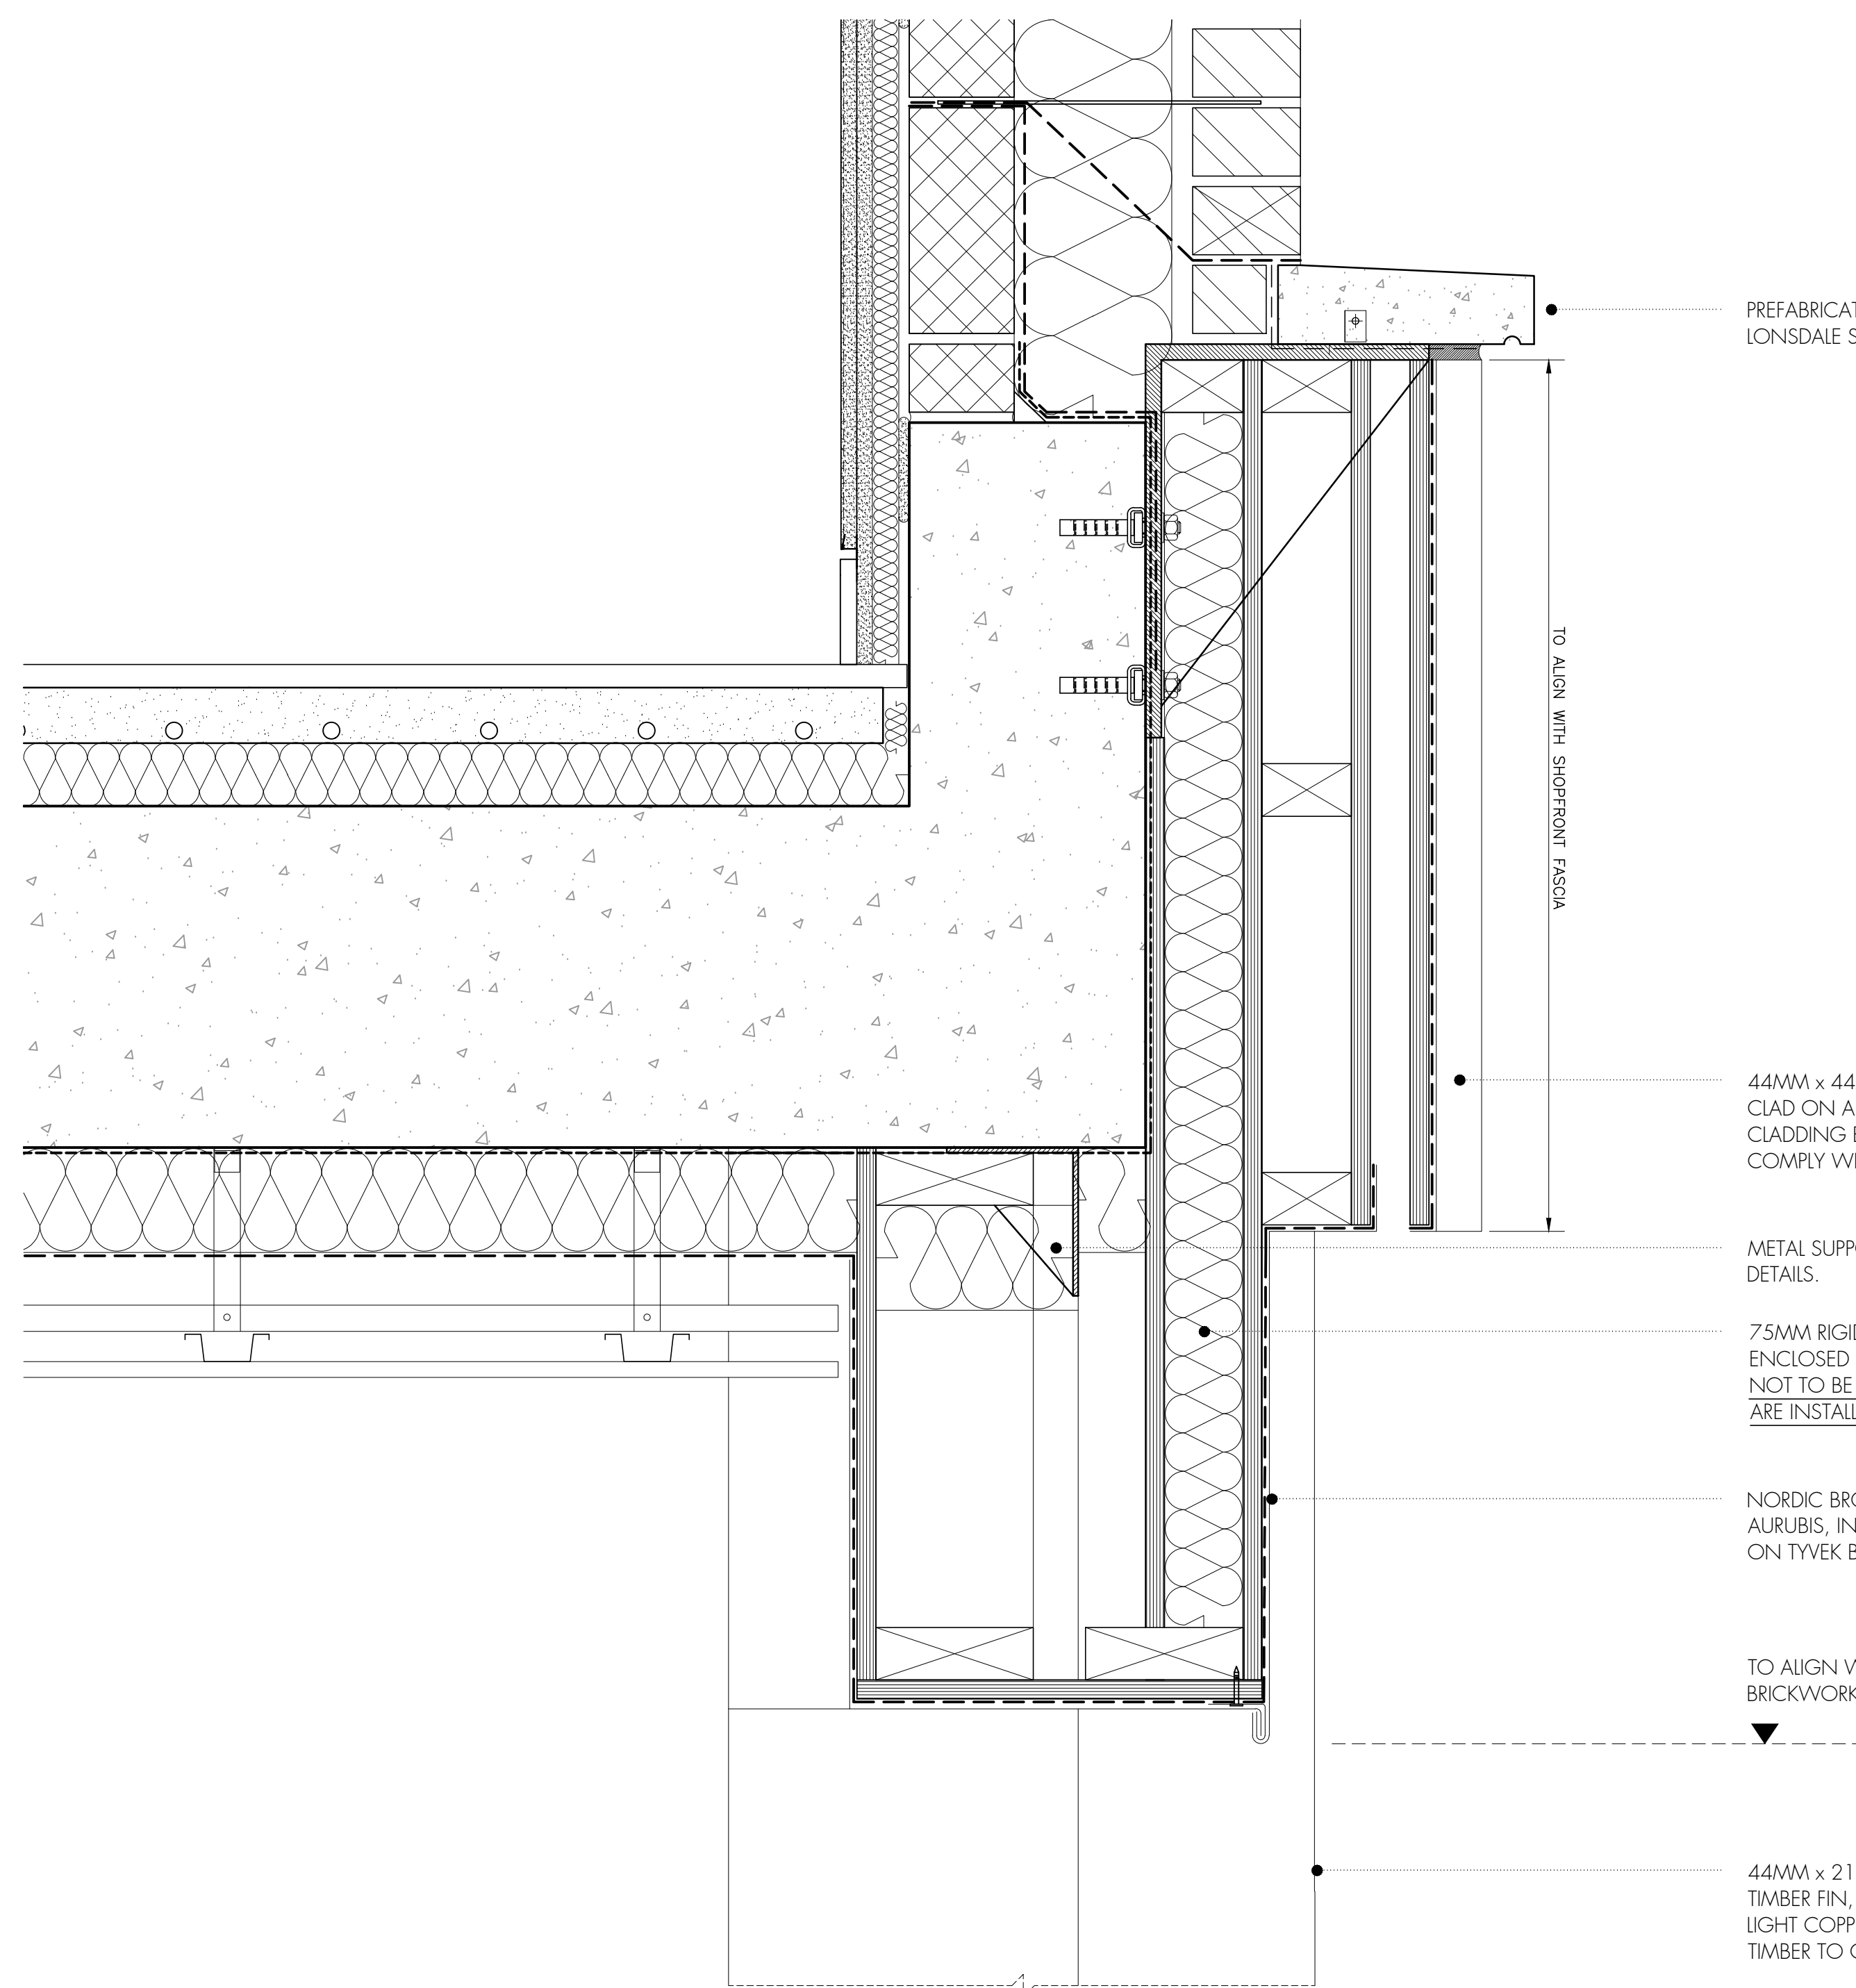 PREFABRICAT
LONSDALE S
TO ALIGN WITH SHOPFRONT FASCIA
44MM x 44
CLAD ON A
CLADDING
COMPLY WI
METAL SUPP
DETAILS.
75MM RIGI
ENCLOSED
NOT TO BE
ARE INSTALL
NORDIC BRO
AURUBIS, IN
ON TYVEK B
TO ALIGN W
BRICKWORK
44MM x 21
TIMBER FIN,
LIGHT COPP
TIMBER TO